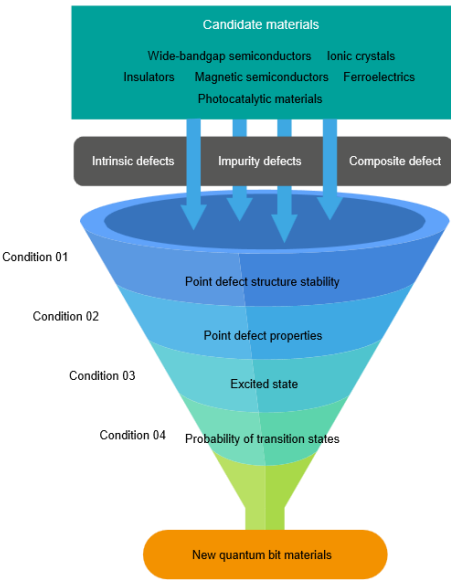 Candidate materials
Wide-bandgap semiconductors Ionic crystals
Insulators Magnetic semiconductors Ferroelectrics
Photocatalytic materials
Intrinsic defects Impurity defects Composite defect
Condition 01
Point defect structure stability
Condition 02
Point defect properties
Condition 03
Excited state
Condition 04
Probability of transition states
New quantum bit materials